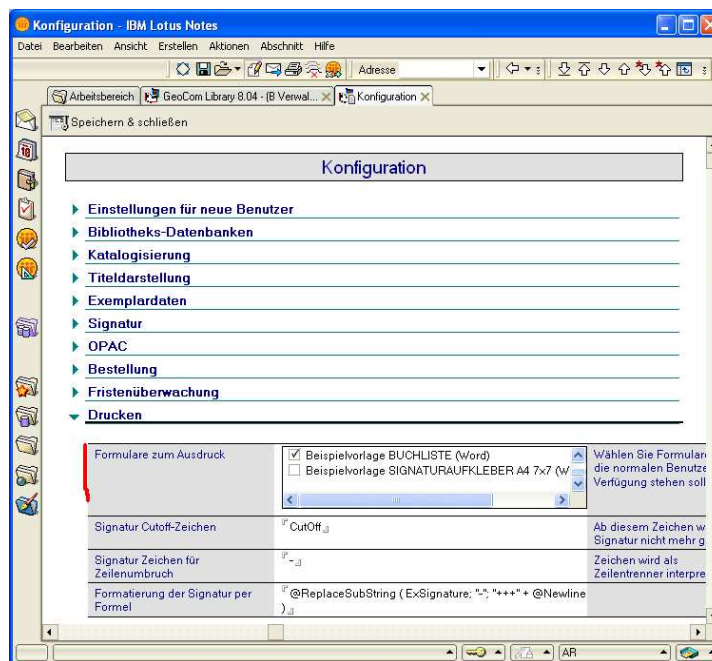 Konfiguration - IBM Lotus Notes
Datei Bearbeiten Ansicht Erstellen Aktionen Abschnitt Hilfe
Adresse
Arbeitsbereich
GeoCom Library 8.04 - (B Verwal...
Konfiguration
Speichern & schließen
Konfiguration
Einstellungen für neue Benutzer
Bibliotheks-Datenbanken
Katalogisierung
Titeldarstellung
Exemplardaten
Signatur
OPAC
Bestellung
Fristenüberwachung
Drucken
Formulare zum Ausdruck
Beispielvorlage BUCHLISTE (Word)
Beispielvorlage SIGNATURAUFKLEBER A4 7x7 (W
Wählen Sie Formulare
die normalen Benutze
Verfügung stehen soll
Signatur Cutoff-Zeichen
CutOff
Ab diesem Zeichen w
Signatur nicht mehr g
Signatur Zeichen für
Zeilenumbruch
-
Zeichen wird als
Zeilentrenner interpre
Formatierung der Signatur per
Formel
@ReplaceSubString ( ExSignature; "-"; "+++" + @Newline
)
AR